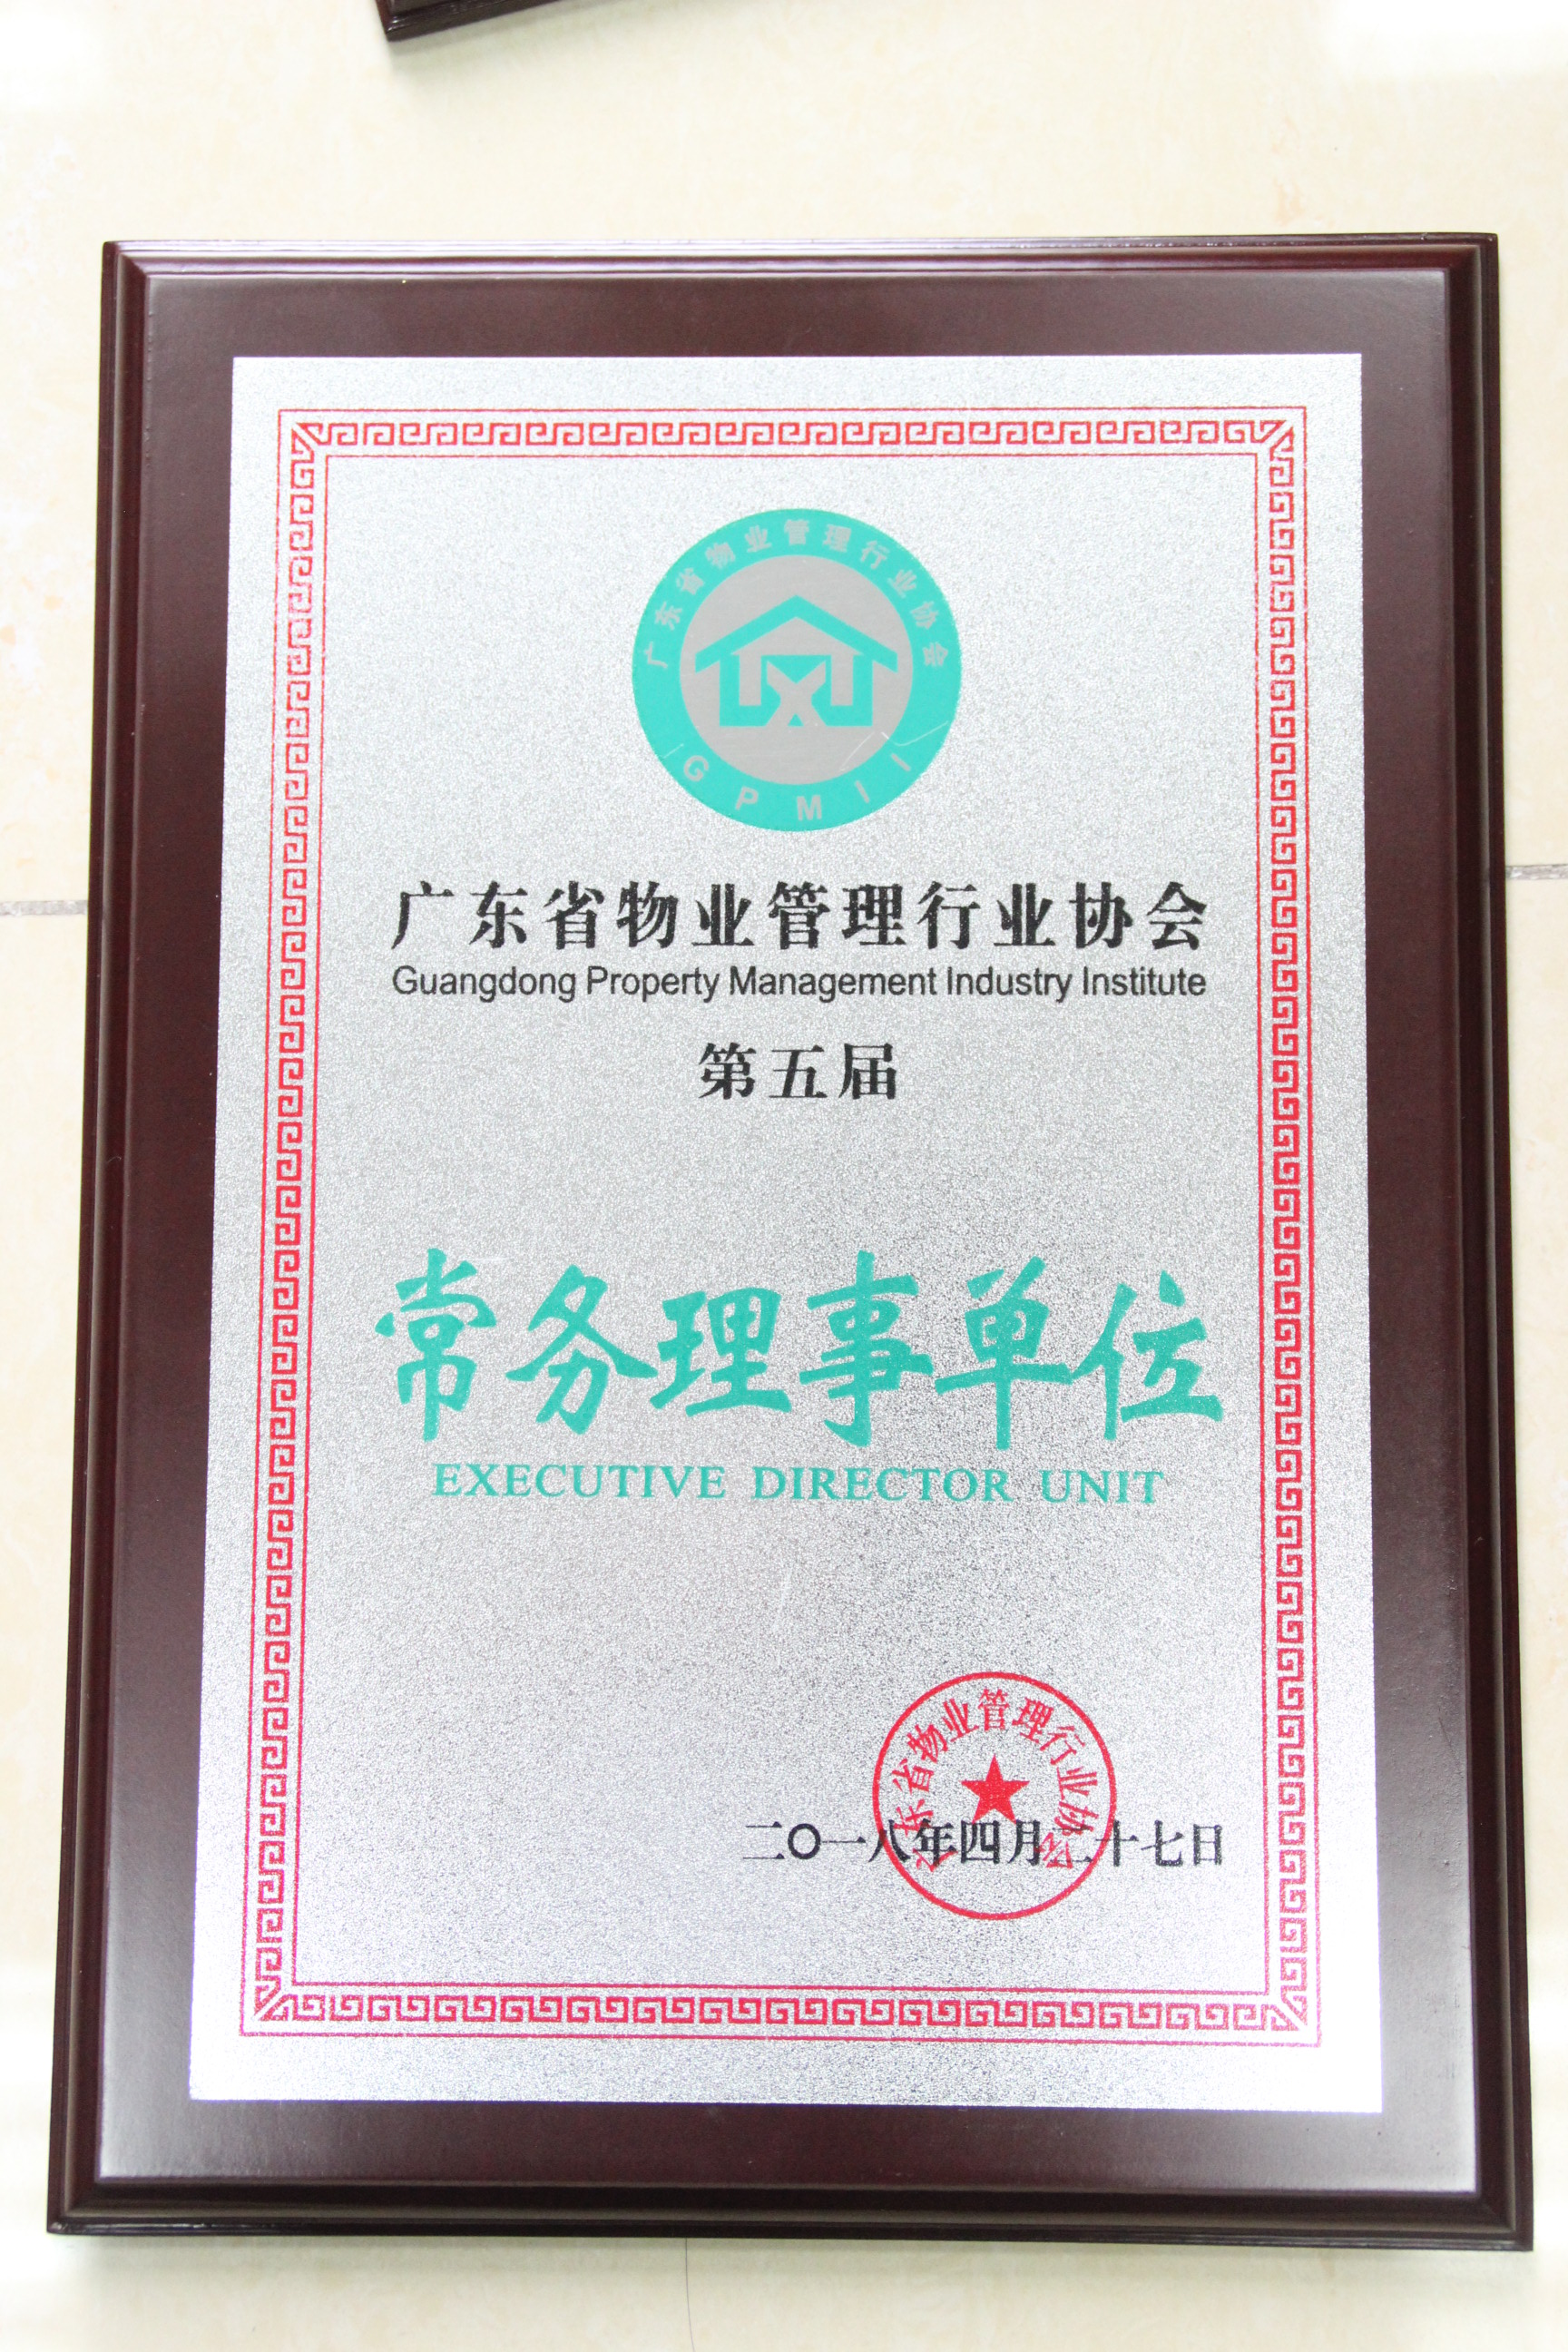 广东省物业管理行业协会
GPMII
广东省物业管理行业协会
Guangdong Property Management Industry Institute
第五届
常务理事单位
EXECUTIVE DIRECTOR UNIT
广东省物业管理行业协会
二〇一八年四月二十七日